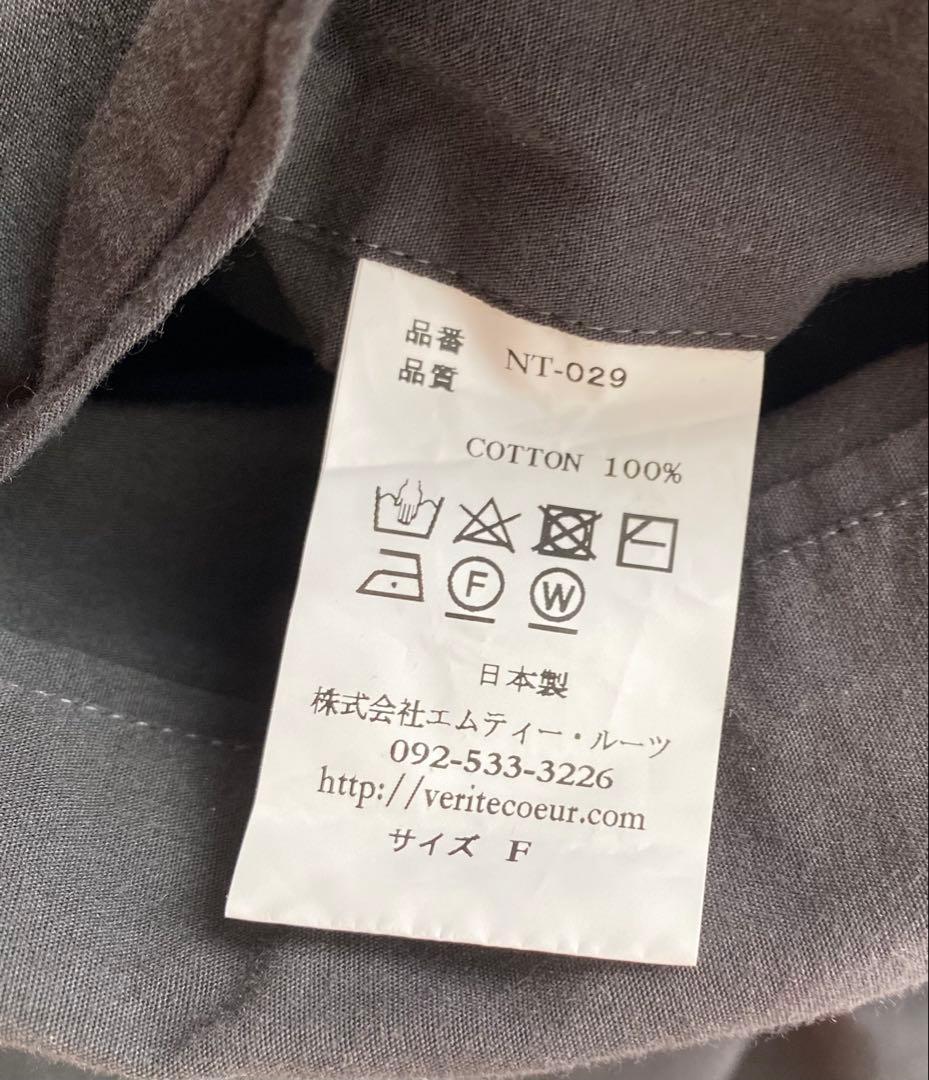 品番 NT-029
品質
COTTON 100%
F W
日本製
株式会社エムティー・ルーツ
092-533-3226
http://veritecoeur.com
サイズ F